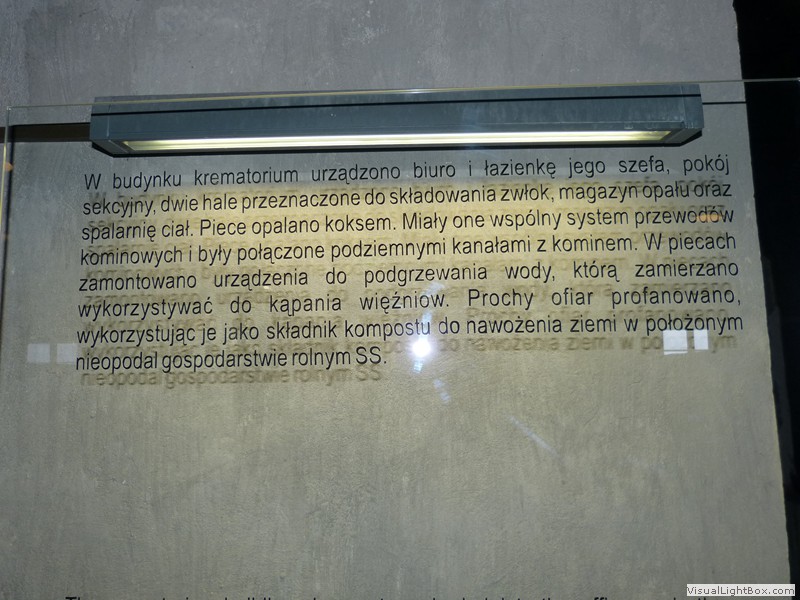 W budynku krematorium urządzono biuro i łazienkę jego szefa, pokój
sekcyjny, dwie hale przeznaczone do składowania zwłok, magazyn opału oraz
spalarnię ciał. Piece opalano koksem. Miały one wspólny system przewodów
kominowych i były połączone podziemnymi kanałami z kominem. W piecach
zamontowano urządzenia do podgrzewania wody, którą zamierzano
wykorzystywać do kąpania więźniow. Prochy ofiar profanowano,
wykorzystując je jako składnik kompostu do nawożenia ziemi w położonym
nieopodal gospodarstwie rolnym SS.
VisualLightBox.com